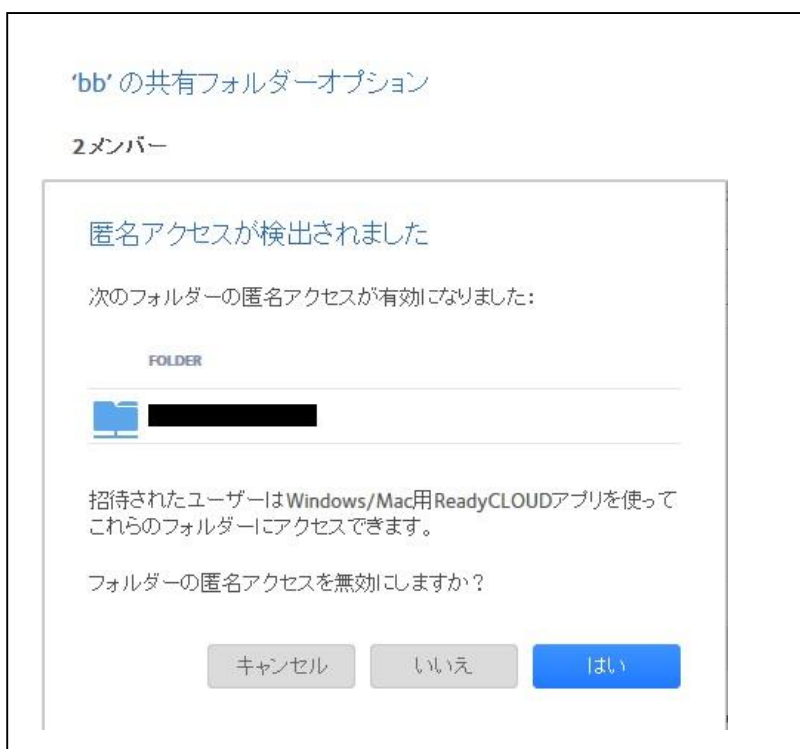 ‘bb’ の共有フォルダーオプション
2メンバー
匿名アクセスが検出されました
次のフォルダーの匿名アクセスが有効になりました:
FOLDER
招待されたユーザーはWindows/Mac用ReadyCLOUDアプリを使って
これらのフォルダーにアクセスできます。
フォルダーの匿名アクセスを無効にしますか？
キャンセル いいえ はい